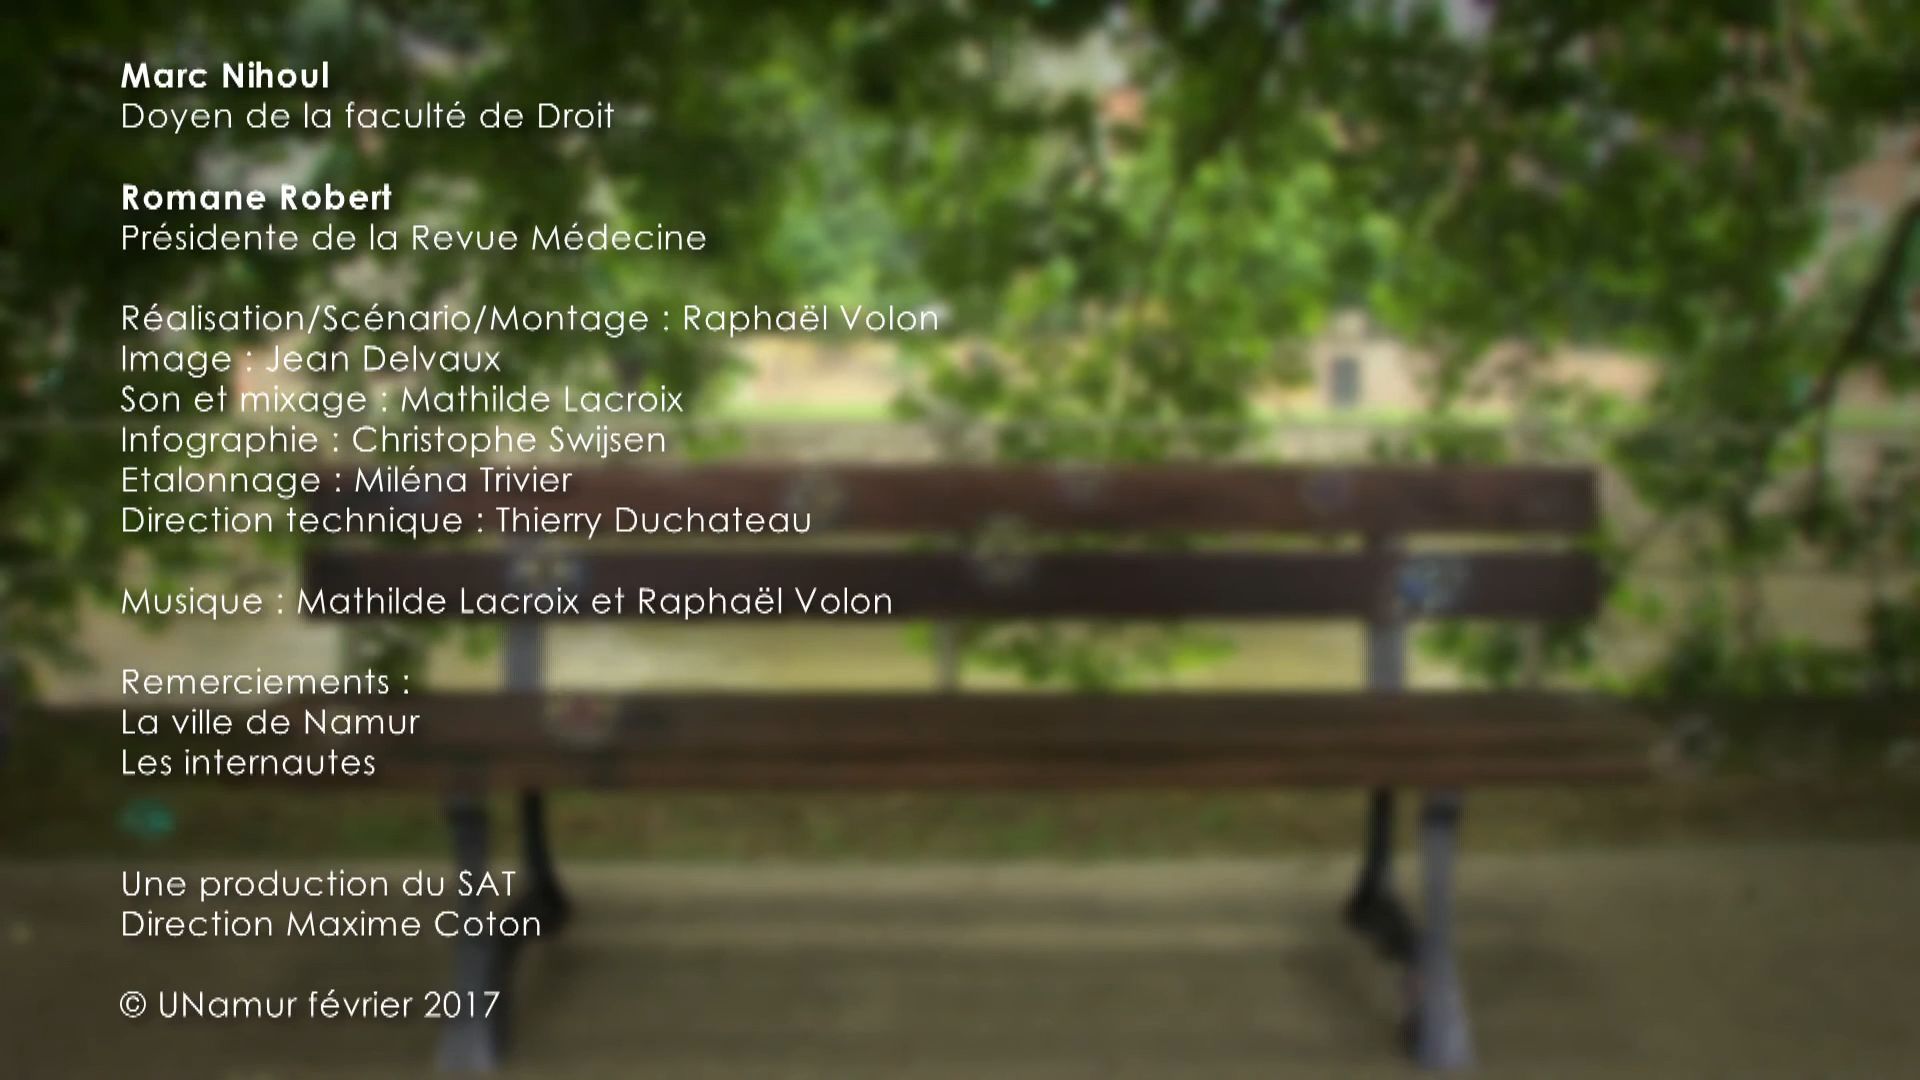 Marc Nihoul
Doyen de la faculté de Droit
Romane Robert
Présidente de la Revue Médecine
Réalisation/Scénario/Montage : Raphaël Volon
Image : Jean Delvaux
Son et mixage : Mathilde Lacroix
Infographie : Christophe Swijsen
Etalonnage : Miléna Trivier
Direction technique : Thierry Duchateau
Musique : Mathilde Lacroix et Raphaël Volon
Remerciements :
La ville de Namur
Les internautes
Une production du SAT
Direction Maxime Coton
© UNamur février 2017